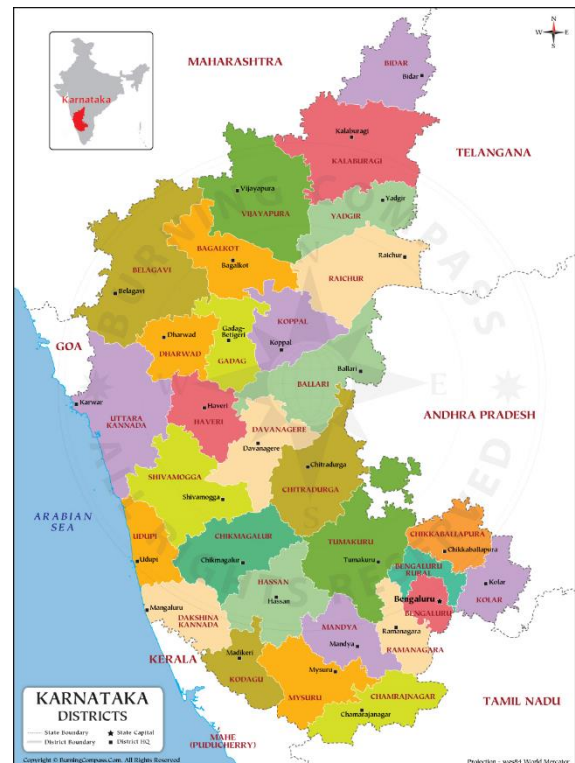 MAHARASHTRA
N
W
E
S
Karnataka
BIDAR
Bidar
Kalaburagi
KALABURAGI
TELANGANA
Vijayapura
VIJAYAPURA
Yadgir
YADGIR
BAGALKOT
Bagalkot
BELAGAVI
Belagavi
Raichur
RAICHUR
GOA
Dharwad
DHARWAD
Gadag-
Betigeri
GADAG
KOPPAL
Koppal
Ballari
BALLARI
Karwar
UTTARA
KANNADA
Haveri
HAVERI
DAVANAGERE
Davanagere
ANDHRA PRADESH
Chitradurga
CHITRADURGA
SHIVAMOGGA
Shivamogga
ARABIAN
SEA
UDUPI
Udupi
CHIKMAGALUR
Chikmagalur
TUMAKURU
Tumakuru
CHIKKABALLAPURA
Chikkaballapura
BENGALURU
RURAL
Bengaluru
BENGALURU
Kolar
KOLAR
HASSAN
Hassan
Mangaluru
DAKSHINA
KANNADA
MANDYA
Mandya
Ramanagara
RAMANAGARA
KERALA
Madikeri
KODAGU
Mysuru
MYSURU
CHAMRAJNAGAR
Chamarajanagar
TAMIL NADU
MAHE
(PUDUCHERRY)
KARNATAKA
DISTRICTS
State Boundary
State Capital
District Boundary
District HQ
Copyright © BurningCompass.Com. All Rights Reserved
Projection - wgs84 World Mercator
BURNING COMPASS
ALL RIGHTS RESERVED